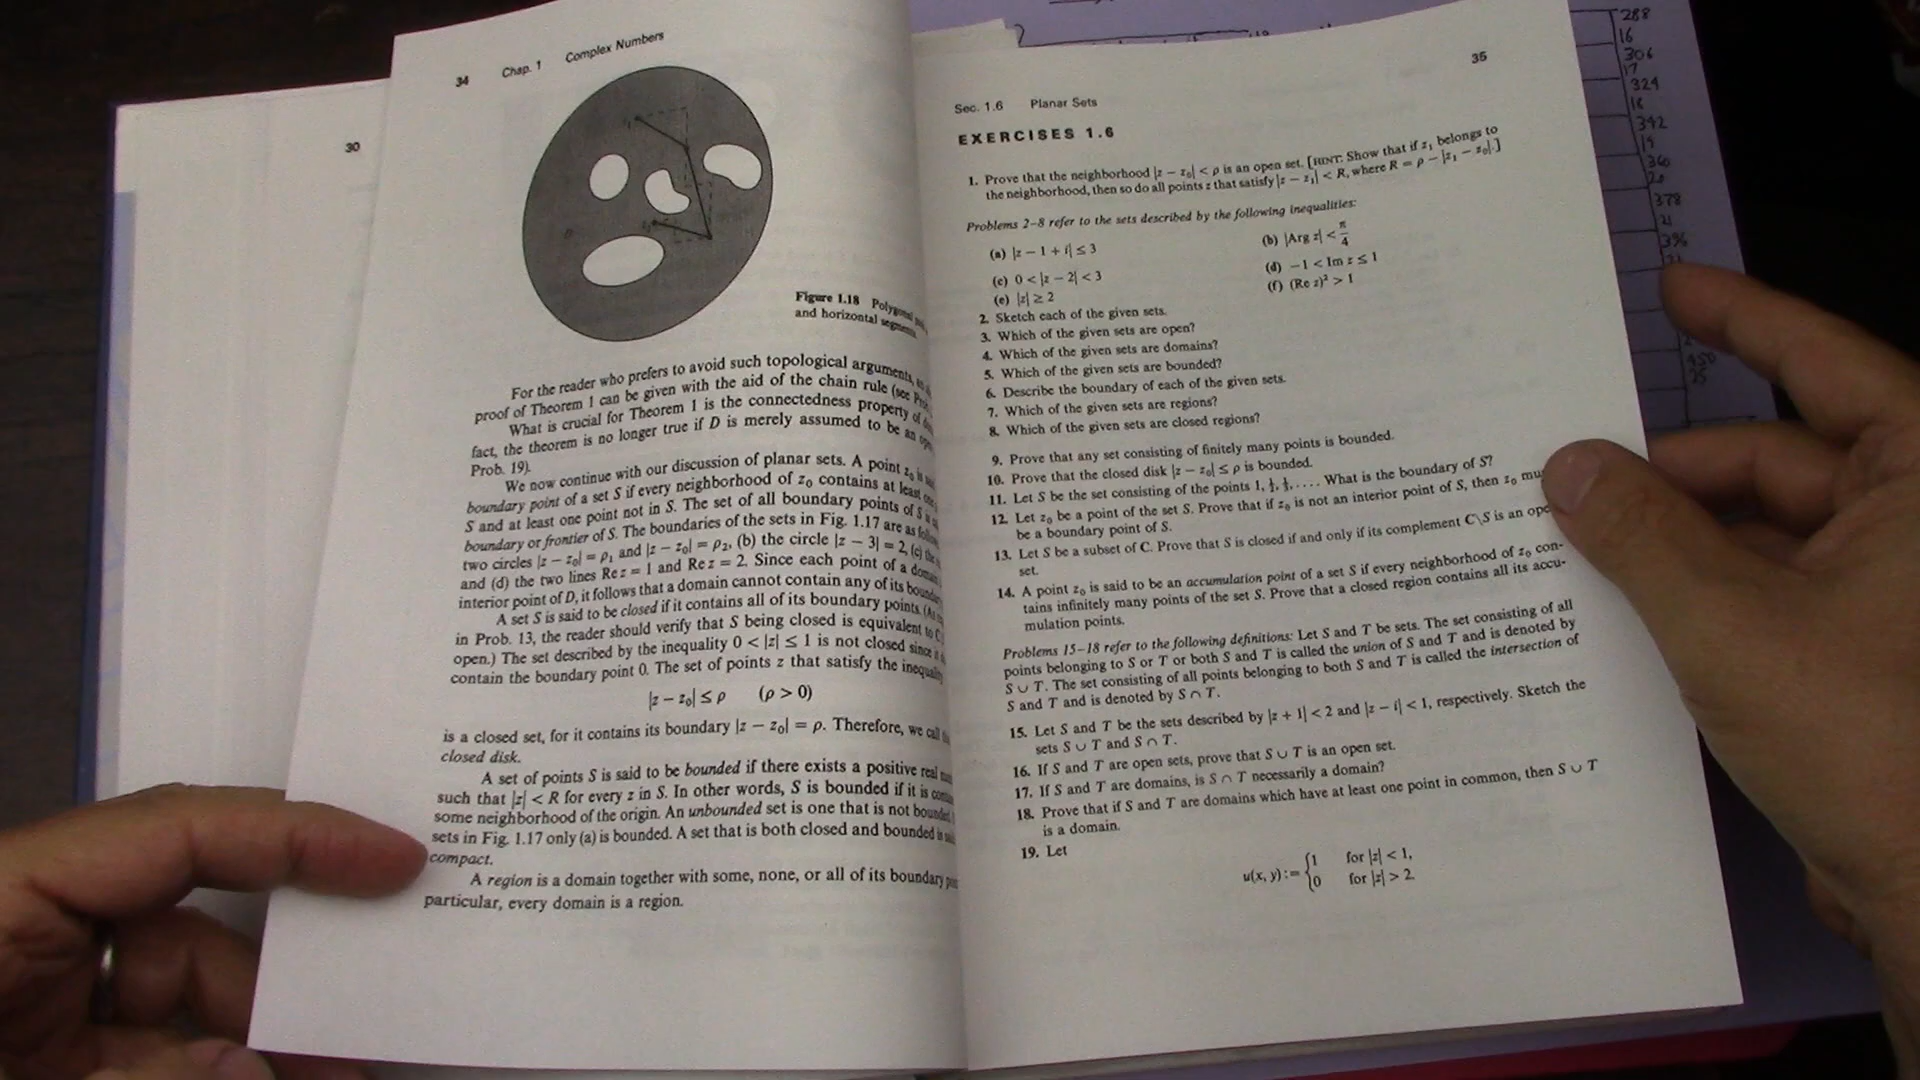 30
34 Chap. 1 Complex Numbers
Figure 1.18 Polygonal
and horizontal segments
For the reader who prefers to avoid such topological arguments,
proof of Theorem 1 can be given with the aid of the chain rule (see
What is crucial for Theorem 1 is the connectedness property of
fact, the theorem is no longer true if D is merely assumed to be an
Prob. 19).
We now continue with our discussion of planar sets. A point z₀ is
boundary point of a set S if every neighborhood of z₀ contains at least
S and at least one point not in S. The set of all boundary points of S
boundary or frontier of S. The boundaries of the sets in Fig. 1.17 are as
two circles |z − z₀| = ρ₁ and |z − z₀| = ρ₂, (b) the circle |z − 3| = 2, (c)
and (d) the two lines Re z = 1 and Re z = 2. Since each point of a
interior point of D, it follows that a domain cannot contain any of its
A set S is said to be closed if it contains all of its boundary points.
in Prob. 13, the reader should verify that S being closed is equivalent to
open.) The set described by the inequality 0 < |z| ≤ 1 is not closed since
contain the boundary point 0. The set of points z that satisfy the
|z − z₀| ≤ ρ (ρ > 0)
is a closed set, for it contains its boundary |z − z₀| = ρ. Therefore, we call
closed disk.
A set of points S is said to be bounded if there exists a positive real
such that |z| < R for every z in S. In other words, S is bounded if it is
some neighborhood of the origin. An unbounded set is one that is not bounded.
sets in Fig. 1.17 only (a) is bounded. A set that is both closed and bounded is
compact.
A region is a domain together with some, none, or all of its boundary
particular, every domain is a region.
Sec. 1.6 Planar Sets 35
EXERCISES 1.6
1. Prove that the neighborhood |z − z₀| < ρ is an open set. [HINT: Show that if z₁ belongs to
the neighborhood, then so do all points z that satisfy |z − z₁| < R, where R = ρ − |z₁ − z₀|.]
Problems 2–8 refer to the sets described by the following inequalities:
(a) |z − 1 + i| ≤ 3 (b) |Arg z| < π/4
(c) 0 < |z − 2| < 3 (d) −1 < Im z ≤ 1
(e) |z| ≥ 2 (f) (Re z)² > 1
2. Sketch each of the given sets.
3. Which of the given sets are open?
4. Which of the given sets are domains?
5. Which of the given sets are bounded?
6. Describe the boundary of each of the given sets.
7. Which of the given sets are regions?
8. Which of the given sets are closed regions?
9. Prove that any set consisting of finitely many points is bounded.
10. Prove that the closed disk |z − z₀| ≤ ρ is bounded.
11. Let S be the set consisting of the points 1, ½, ⅓, . . . . What is the boundary of S?
12. Let z₀ be a point of the set S. Prove that if z₀ is not an interior point of S, then z₀
be a boundary point of S.
13. Let S be a subset of C. Prove that S is closed if and only if its complement C\S is an
set.
14. A point z₀ is said to be an accumulation point of a set S if every neighborhood of z₀ con-
tains infinitely many points of the set S. Prove that a closed region contains all its accu-
mulation points.
Problems 15–18 refer to the following definitions: Let S and T be sets. The set consisting of all
points belonging to S or T or both S and T is called the union of S and T and is denoted by
S ∪ T. The set consisting of all points belonging to both S and T is called the intersection of
S and T and is denoted by S ∩ T.
15. Let S and T be the sets described by |z + 1| < 2 and |z − i| < 1, respectively. Sketch the
sets S ∪ T and S ∩ T.
16. If S and T are open sets, prove that S ∪ T is an open set.
17. If S and T are domains, is S ∩ T necessarily a domain?
18. Prove that if S and T are domains which have at least one point in common, then S ∪ T
is a domain.
19. Let
u(x, y) := {1 for |z| < 1,
0 for |z| > 2.
288
16
306
17
324
342
378
21
396
450
25